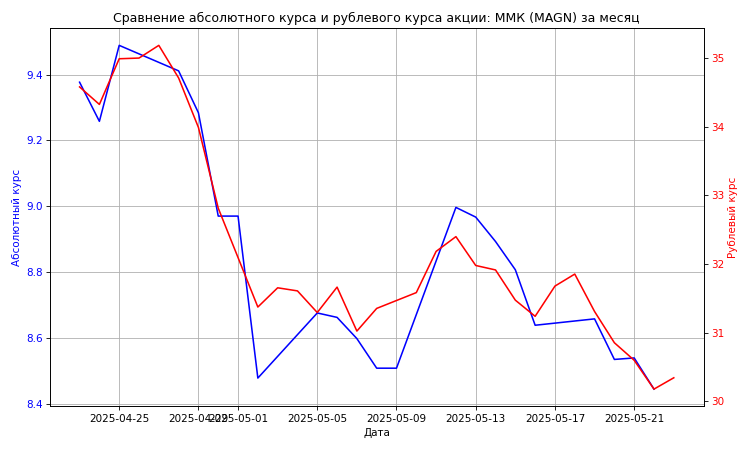 Сравнение абсолютного курса и рублевого курса акции: ММК (MAGN) за месяц
9.4
9.2
9.0
8.8
8.6
8.4
Абсолютный курс
35
34
33
32
31
30
Рублевый курс
2025-04-25 2025-04-29 2025-05-01 2025-05-05 2025-05-09 2025-05-13 2025-05-17 2025-05-21
Дата